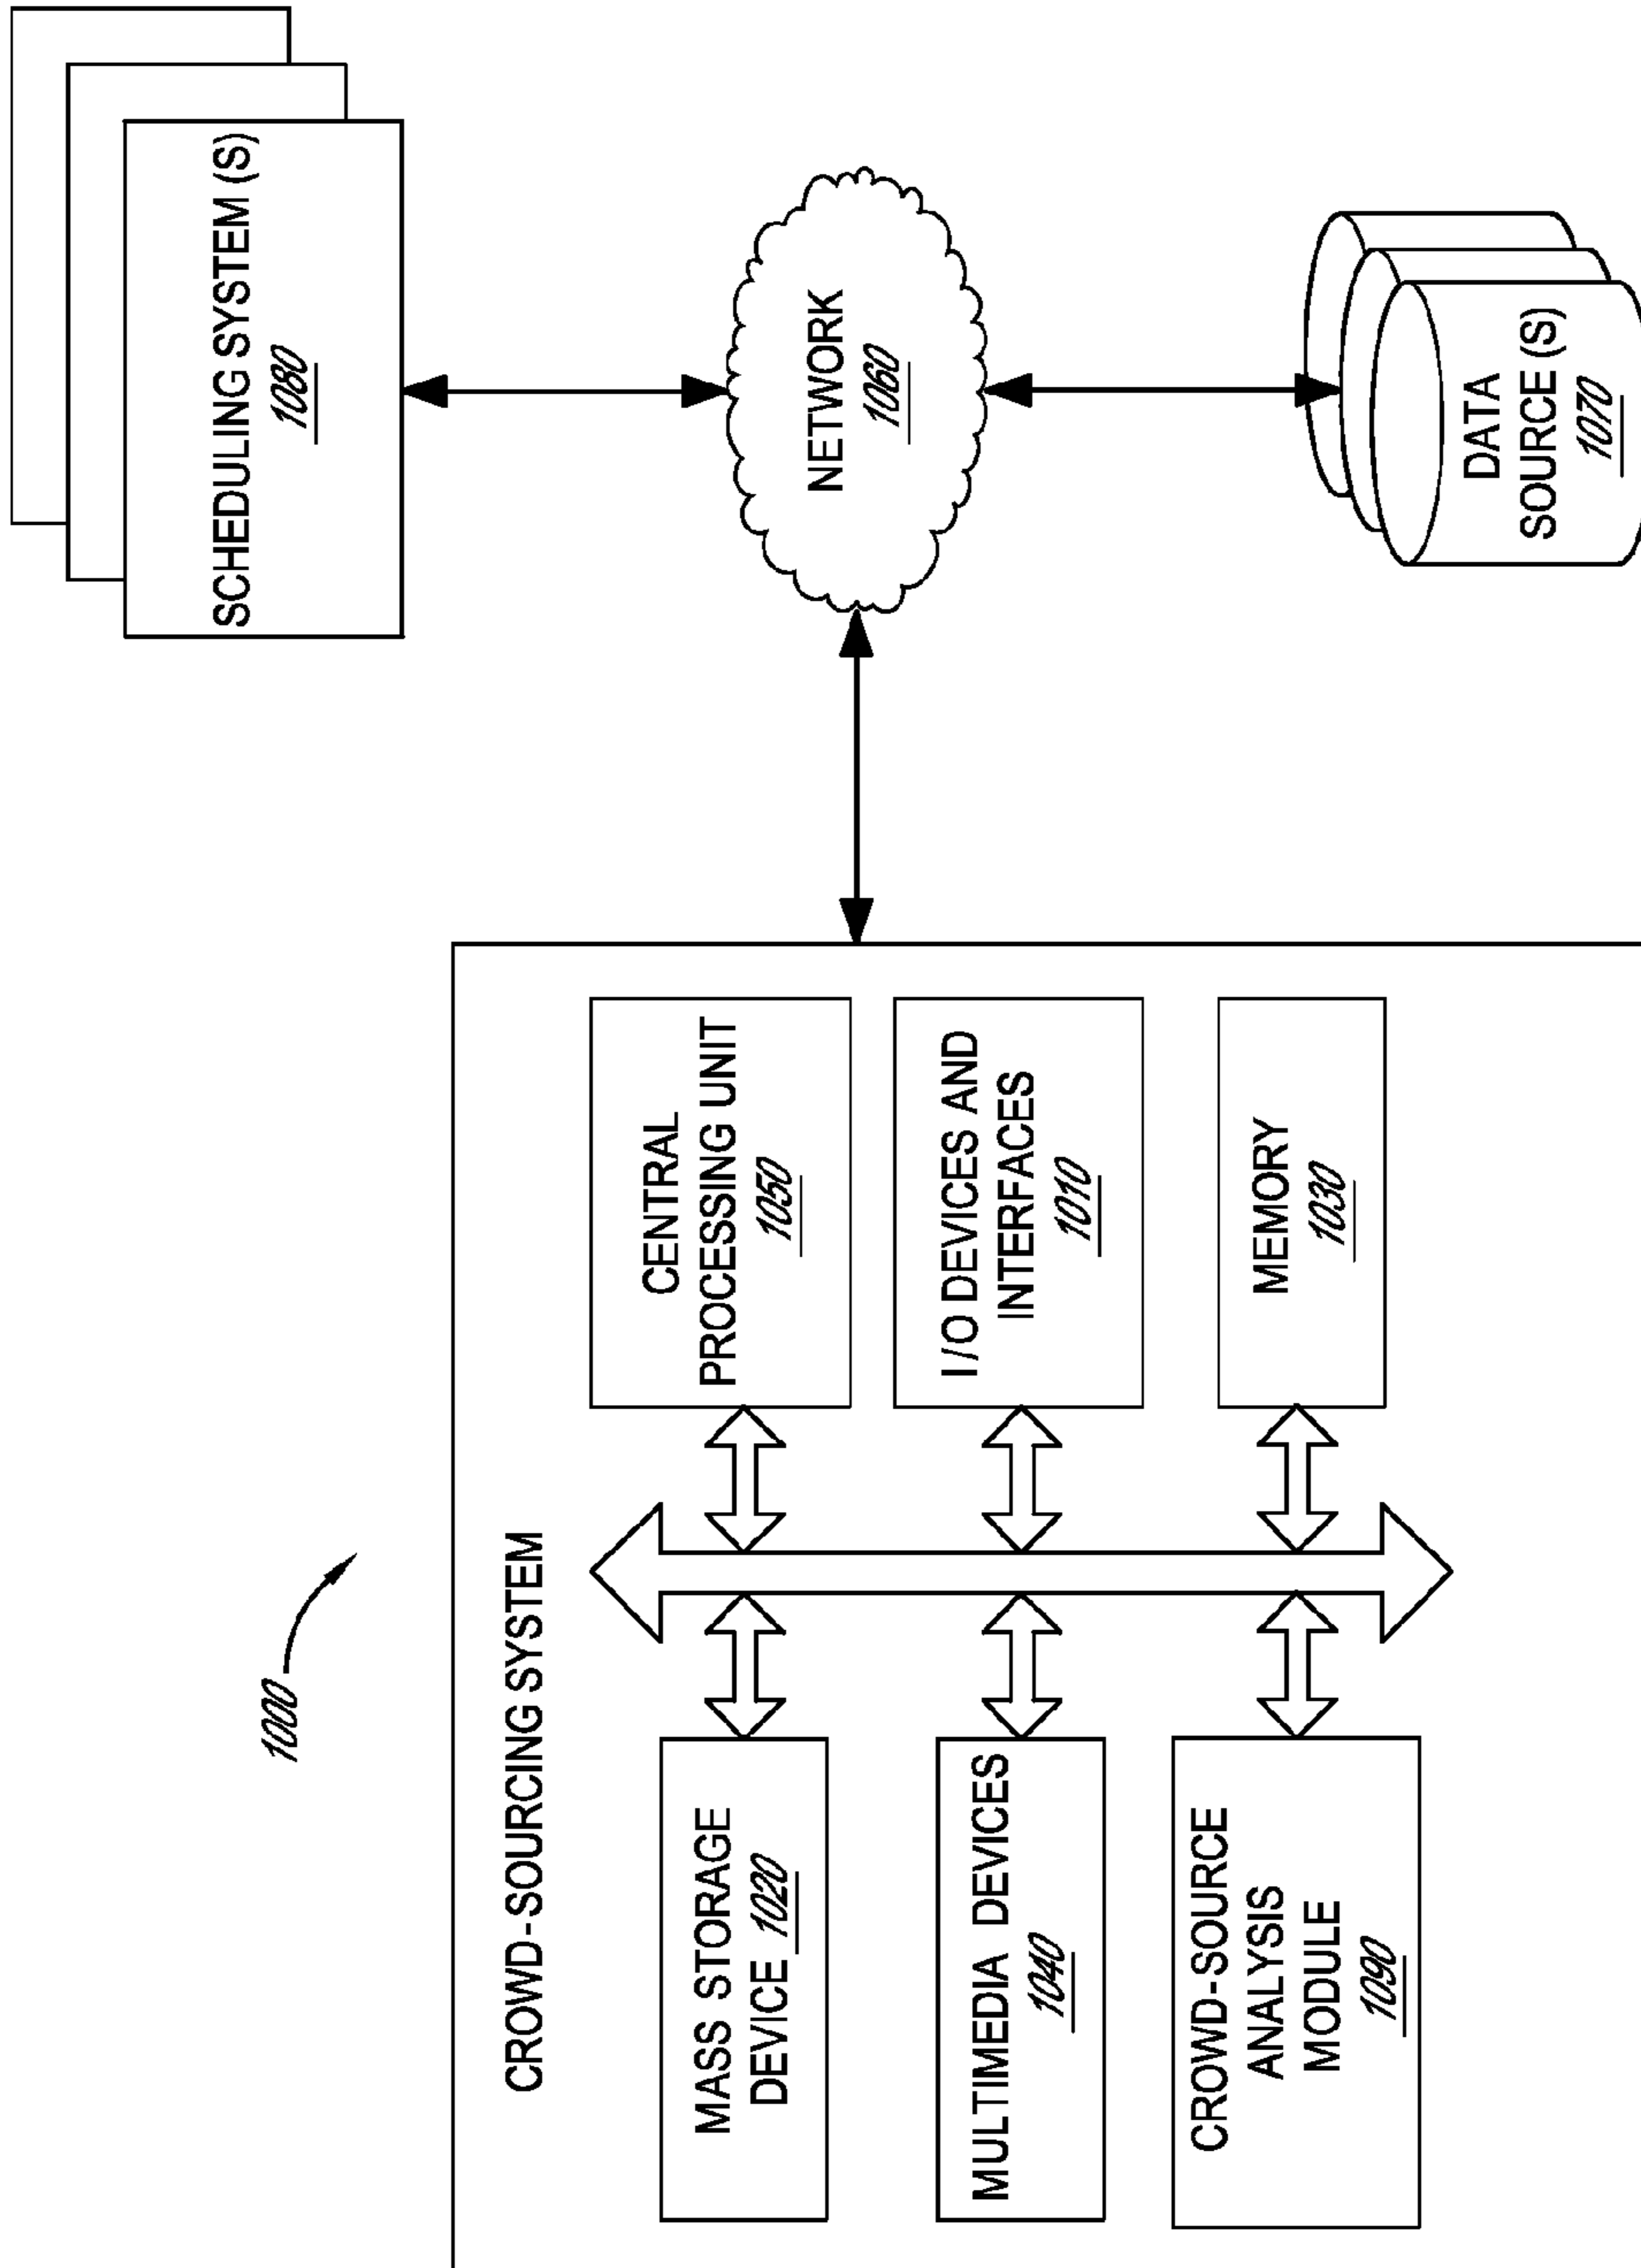 1000
CROWD-SOURCING SYSTEM
MASS STORAGE
DEVICE 1020
MULTIMEDIA DEVICES
1040
CROWD-SOURCE
ANALYSIS
MODULE
1090
CENTRAL
PROCESSING UNIT
1050
I/O DEVICES AND
INTERFACES
1010
MEMORY
1030
SCHEDULING SYSTEM (S)
1080
NETWORK
1060
DATA
SOURCE (S)
1070